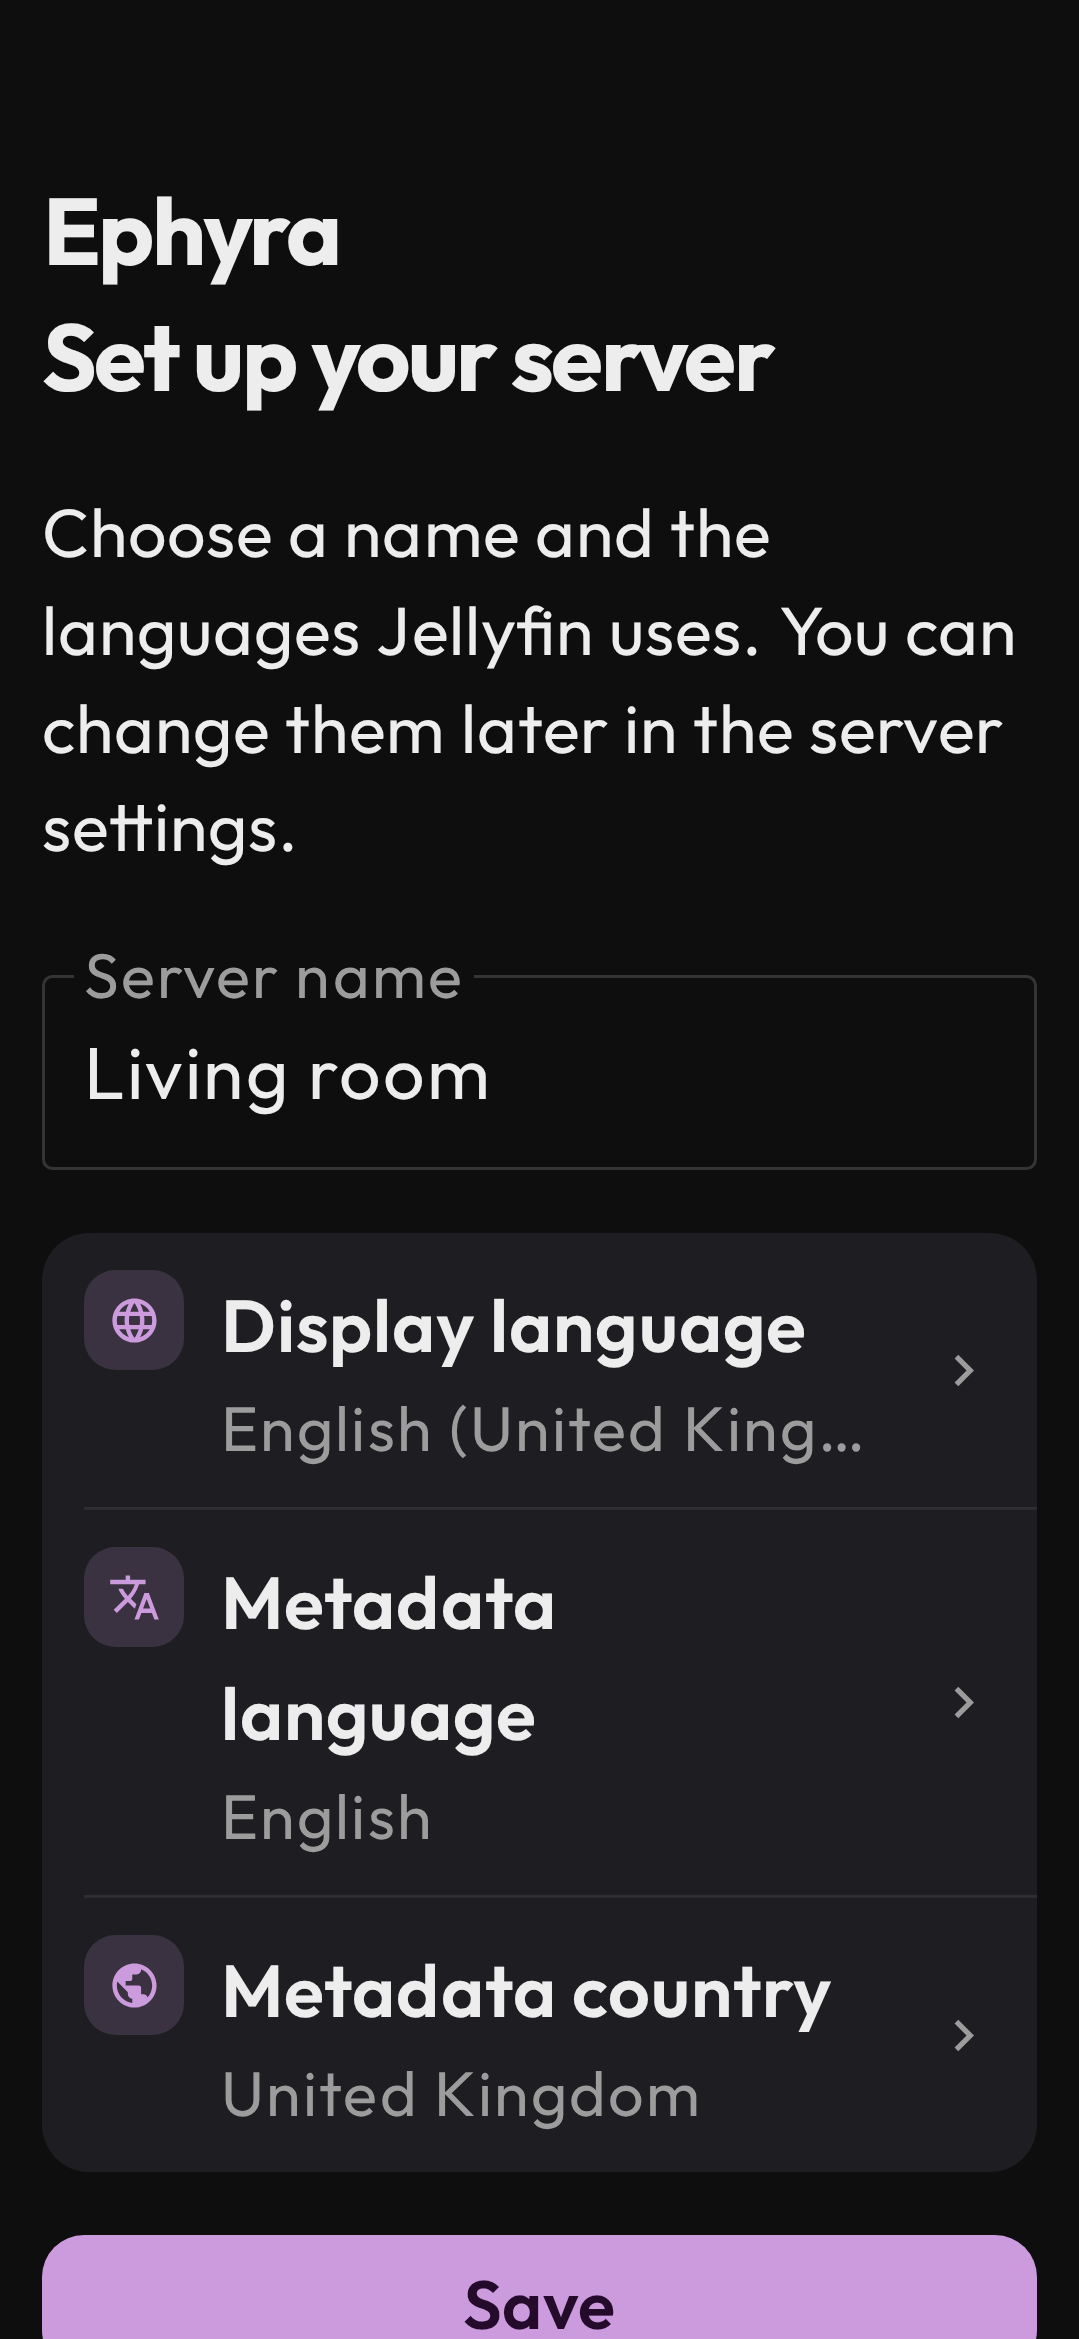 Ephyra
Set up your server
Choose a name and the
languages Jellyfin uses. You can
change them later in the server
settings.
Server name
Living room
Display language
English (United King…
Metadata
language
English
Metadata country
United Kingdom
Save